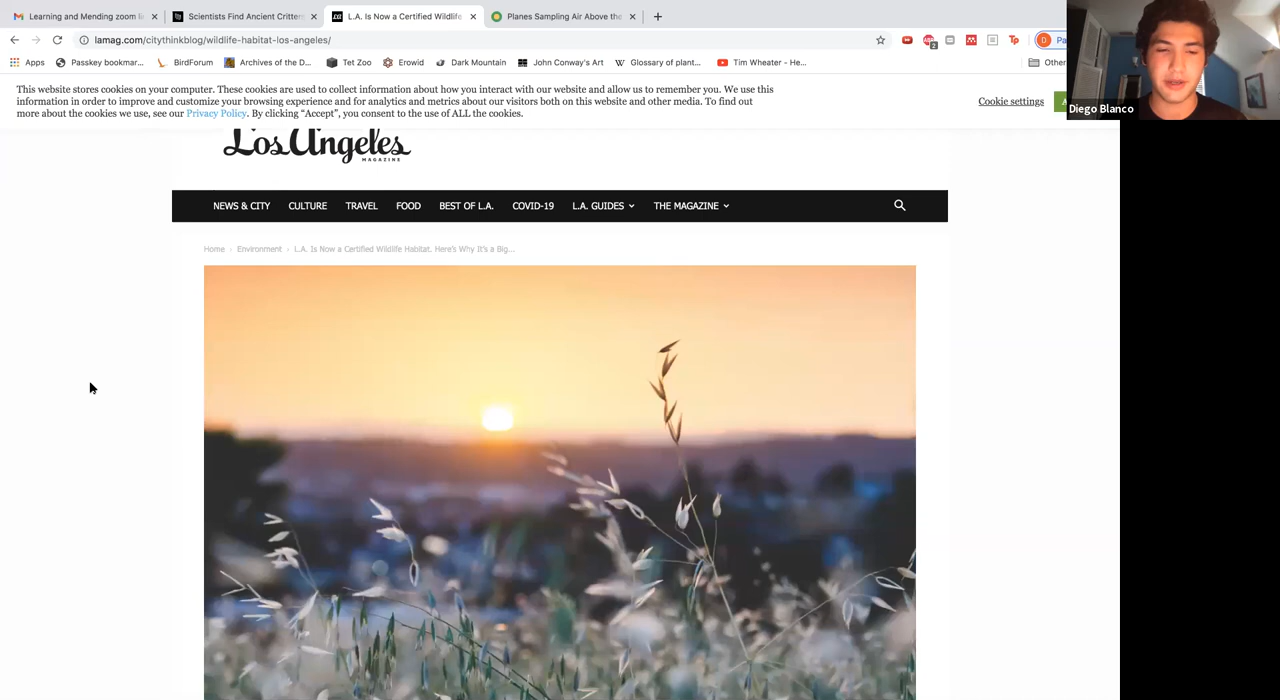 Learning and Mending zoom li
Scientists Find Ancient Critters
L.A. Is Now a Certified Wildlife
Planes Sampling Air Above the
lamag.com/citythinkblog/wildlife-habitat-los-angeles/
ABP
2
Tp
D
Pa
Apps
Passkey bookmar...
BirdForum
Archives of the D...
Tet Zoo
Erowid
Dark Mountain
John Conway's Art
Glossary of plant...
Tim Wheater - He...
Other
This website stores cookies on your computer. These cookies are used to collect information about how you interact with our website and allow us to remember you. We use this
information in order to improve and customize your browsing experience and for analytics and metrics about our visitors both on this website and other media. To find out
more about the cookies we use, see our Privacy Policy. By clicking “Accept”, you consent to the use of ALL the cookies.
Cookie settings
A
Diego Blanco
Los Angeles
MAGAZINE
NEWS & CITY
CULTURE
TRAVEL
FOOD
BEST OF L.A.
COVID-19
L.A. GUIDES
THE MAGAZINE
Home › Environment › L.A. Is Now a Certified Wildlife Habitat. Here’s Why It’s a Big...